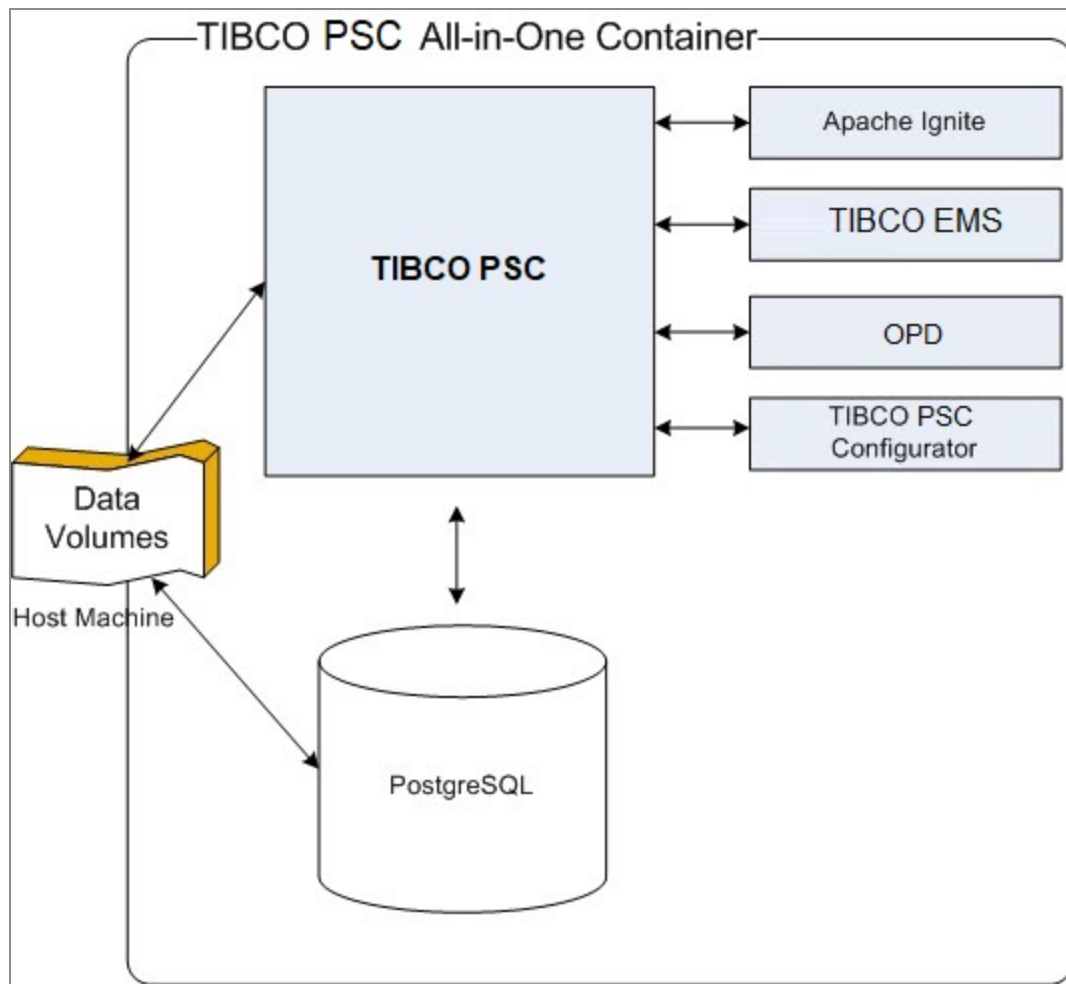 TIBCO PSC All-in-One Container
Apache Ignite
TIBCO EMS
TIBCO PSC
OPD
TIBCO PSC
Configurator
Data
Volumes
Host Machine
PostgreSQL